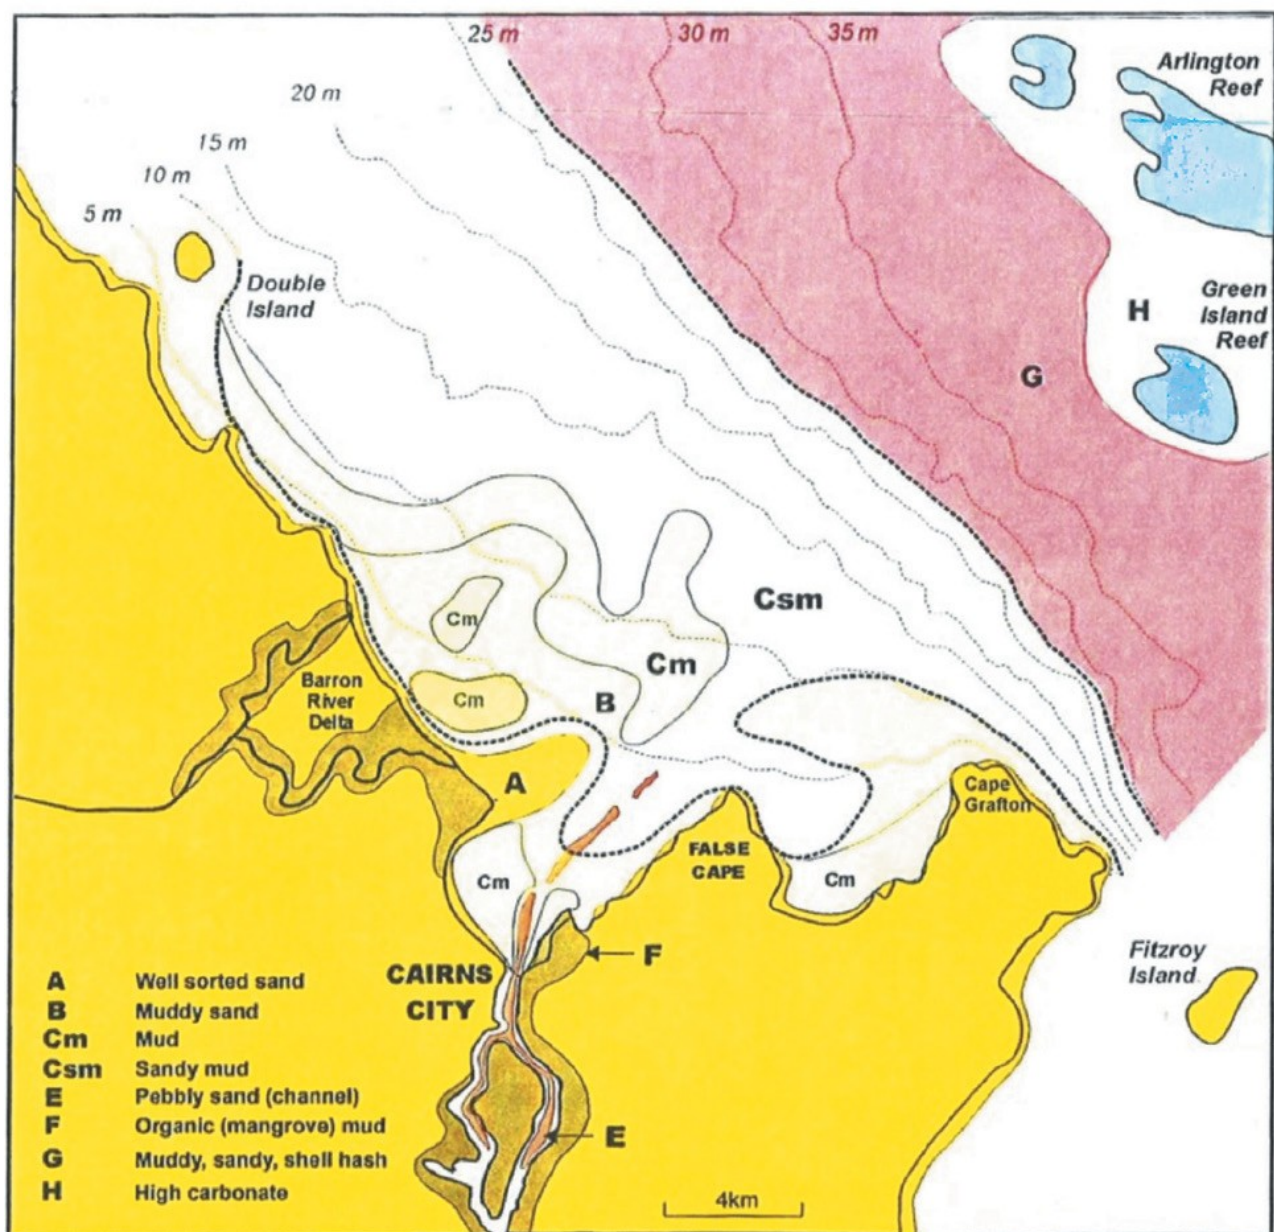 25 m
30 m
35 m
Arlington
Reef
20 m
15 m
10 m
5 m
Double
Island
H
Green
Island
Reef
G
Csm
Cm
Cm
Barron
River
Delta
Cm
B
A
Cape
Grafton
FALSE
CAPE
Cm
Cm
F
Fitzroy
Island
CAIRNS
CITY
A Well sorted sand
B Muddy sand
Cm Mud
Csm Sandy mud
E Pebbly sand (channel)
F Organic (mangrove) mud
G Muddy, sandy, shell hash
H High carbonate
E
4km